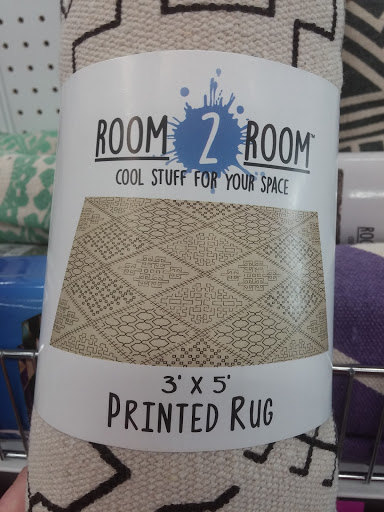 ROOM 2 ROOM™
COOL STUFF FOR YOUR SPACE
3' X 5'
PRINTED RUG